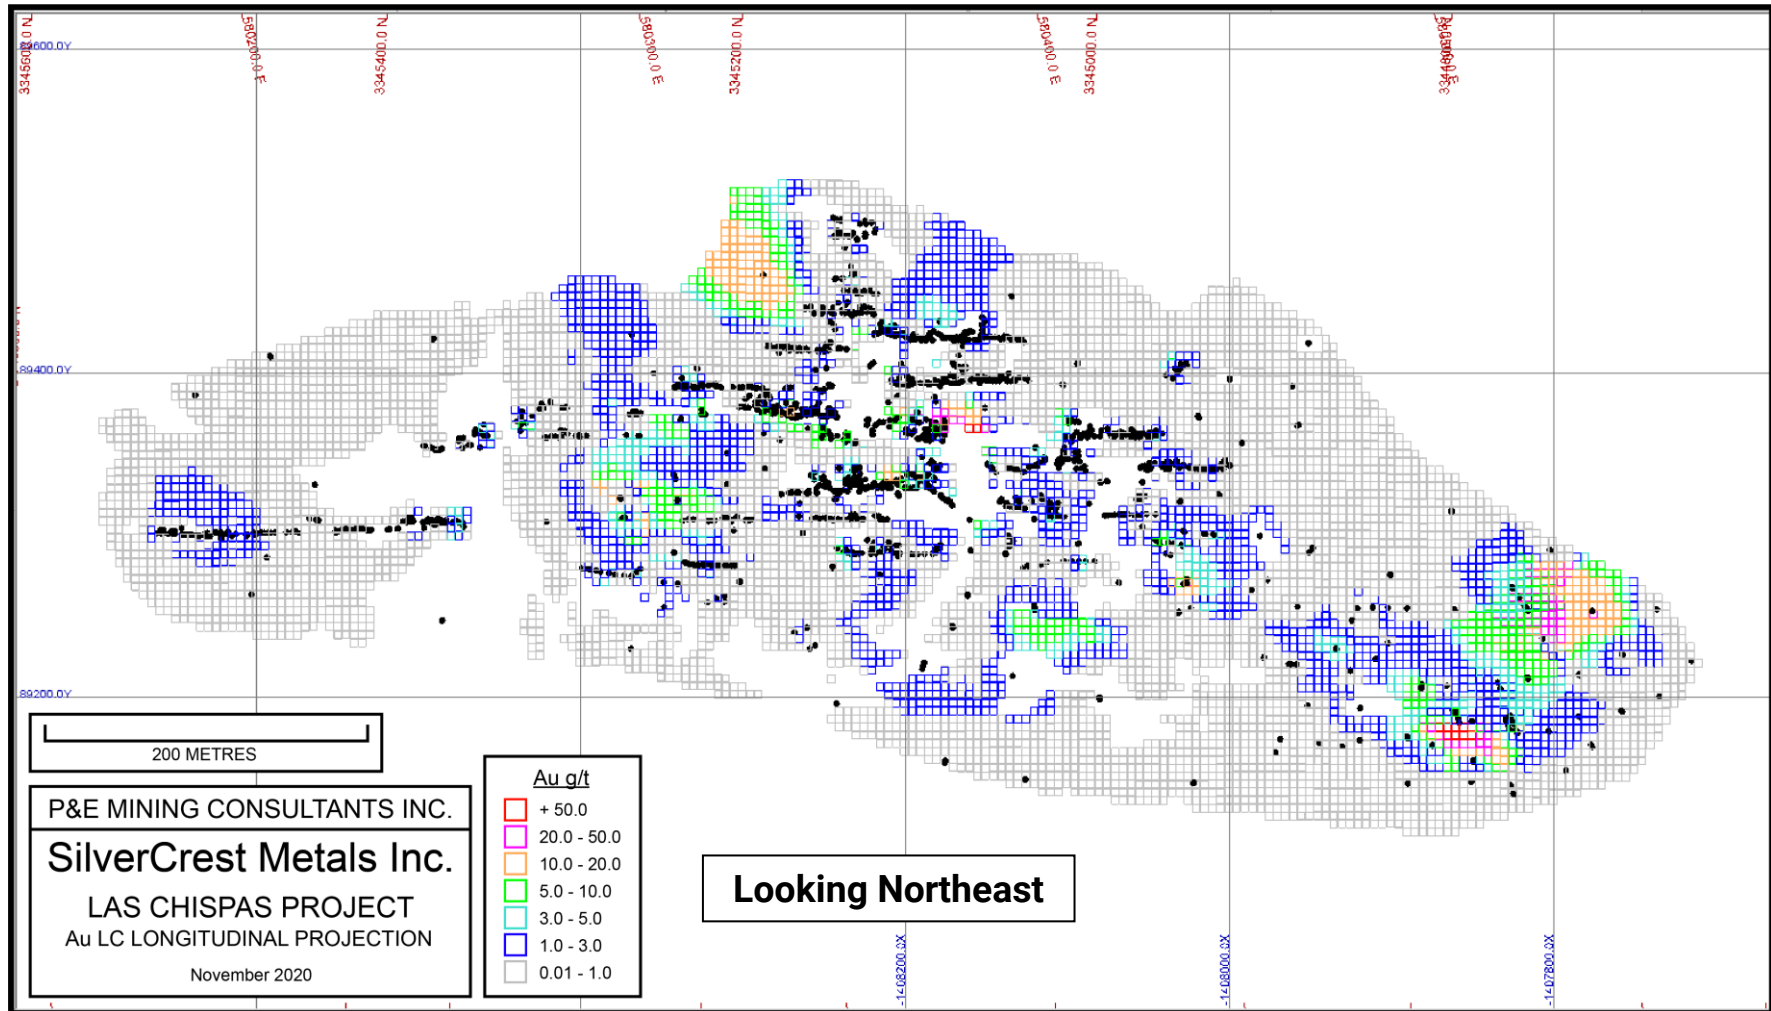 3345600.0 N
580200.0 E
3345400.0 N
580300.0 E
3345200.0 N
580400.0 E
3345000.0 N
89600.0Y
89400.0Y
89200.0Y
200 METRES
P&E MINING CONSULTANTS INC.
SilverCrest Metals Inc.
LAS CHISPAS PROJECT
Au LC LONGITUDINAL PROJECTION
November 2020
Au g/t
+ 50.0
20.0 - 50.0
10.0 - 20.0
5.0 - 10.0
3.0 - 5.0
1.0 - 3.0
0.01 - 1.0
Looking Northeast
-1408200.0X
-1408000.0X
-1407800.0X